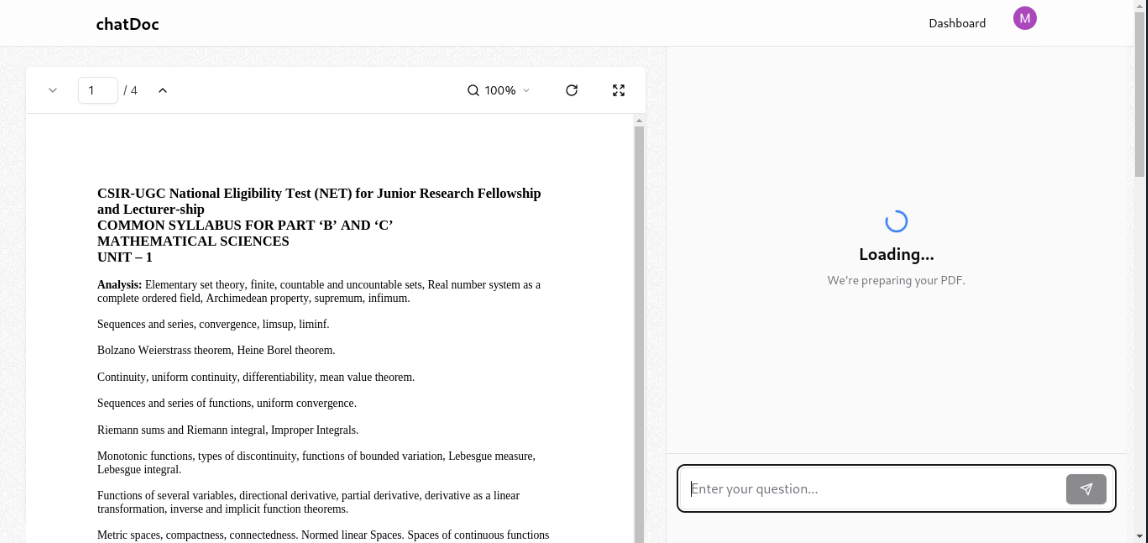 chatDoc
Dashboard
M
1 / 4
100%
CSIR-UGC National Eligibility Test (NET) for Junior Research Fellowship
and Lecturer-ship
COMMON SYLLABUS FOR PART ‘B’ AND ‘C’
MATHEMATICAL SCIENCES
UNIT – 1
Analysis: Elementary set theory, finite, countable and uncountable sets, Real number system as a
complete ordered field, Archimedean property, supremum, infimum.
Sequences and series, convergence, limsup, liminf.
Bolzano Weierstrass theorem, Heine Borel theorem.
Continuity, uniform continuity, differentiability, mean value theorem.
Sequences and series of functions, uniform convergence.
Riemann sums and Riemann integral, Improper Integrals.
Monotonic functions, types of discontinuity, functions of bounded variation, Lebesgue measure,
Lebesgue integral.
Functions of several variables, directional derivative, partial derivative, derivative as a linear
transformation, inverse and implicit function theorems.
Metric spaces, compactness, connectedness. Normed linear Spaces. Spaces of continuous functions
Loading...
We're preparing your PDF.
Enter your question...